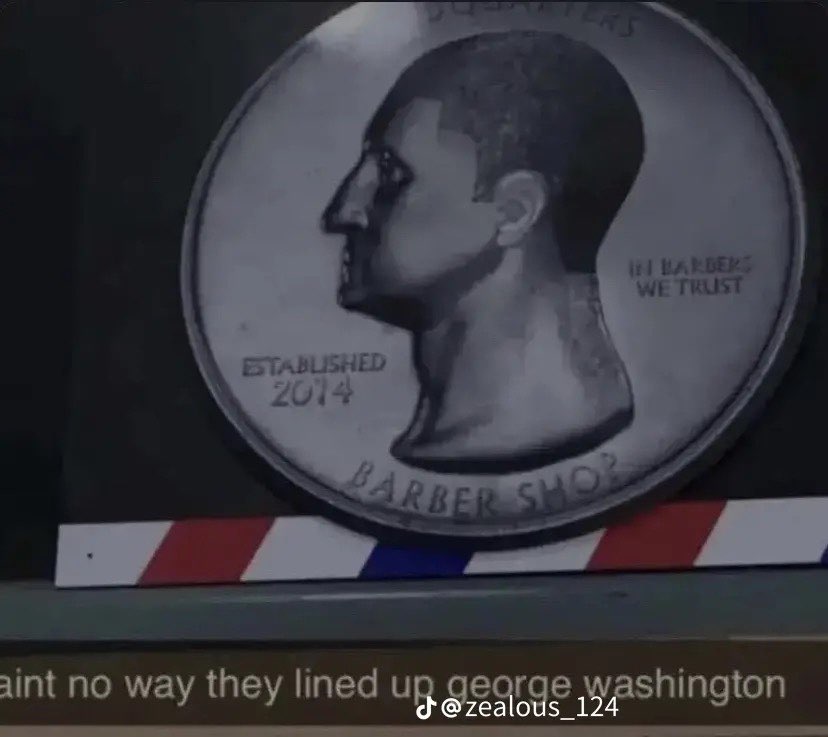 IN BARBERS
WE TRUST
ESTABLISHED
2014
BARBER SHOP
aint no way they lined up george washington
@zealous_124